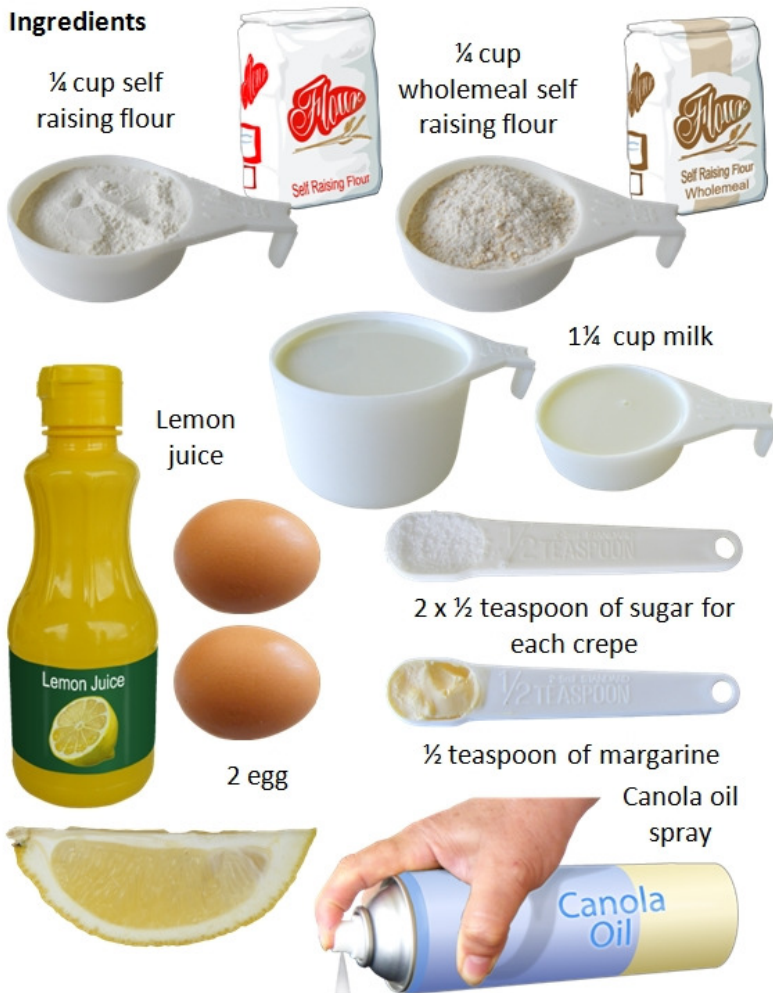 Ingredients
¼ cup self
raising flour
Flour
Self Raising Flour
¼ cup
wholemeal self
raising flour
Flour
Self Raising Flour
Wholemeal
1¼ cup milk
Lemon
juice
Lemon Juice
2 egg
1/2 TEASPOON
2 x ½ teaspoon of sugar for
each crepe
1/2 TEASPOON
½ teaspoon of margarine
Canola oil
spray
Canola
Oil